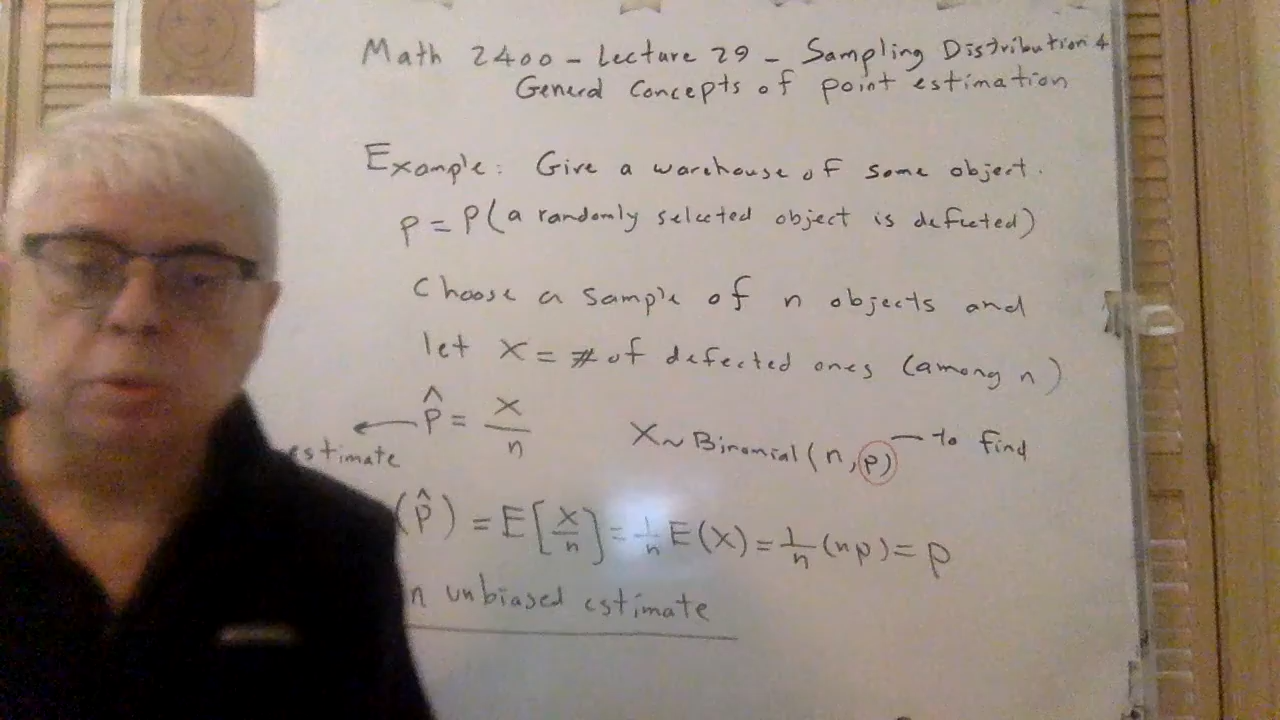 Math 2400 - Lecture 29 - Sampling Distribution &
General Concepts of point estimation
Example: Give a warehouse of some object.
p = P(a randomly selected object is defected)
Choose a sample of n objects and
let X = # of defected ones (among n)
p̂ = X/n
X ~ Binomial(n, p) — to find
estimate
(p̂) = E[X/n] = 1/n E(X) = 1/n (np) = p
n unbiased estimate